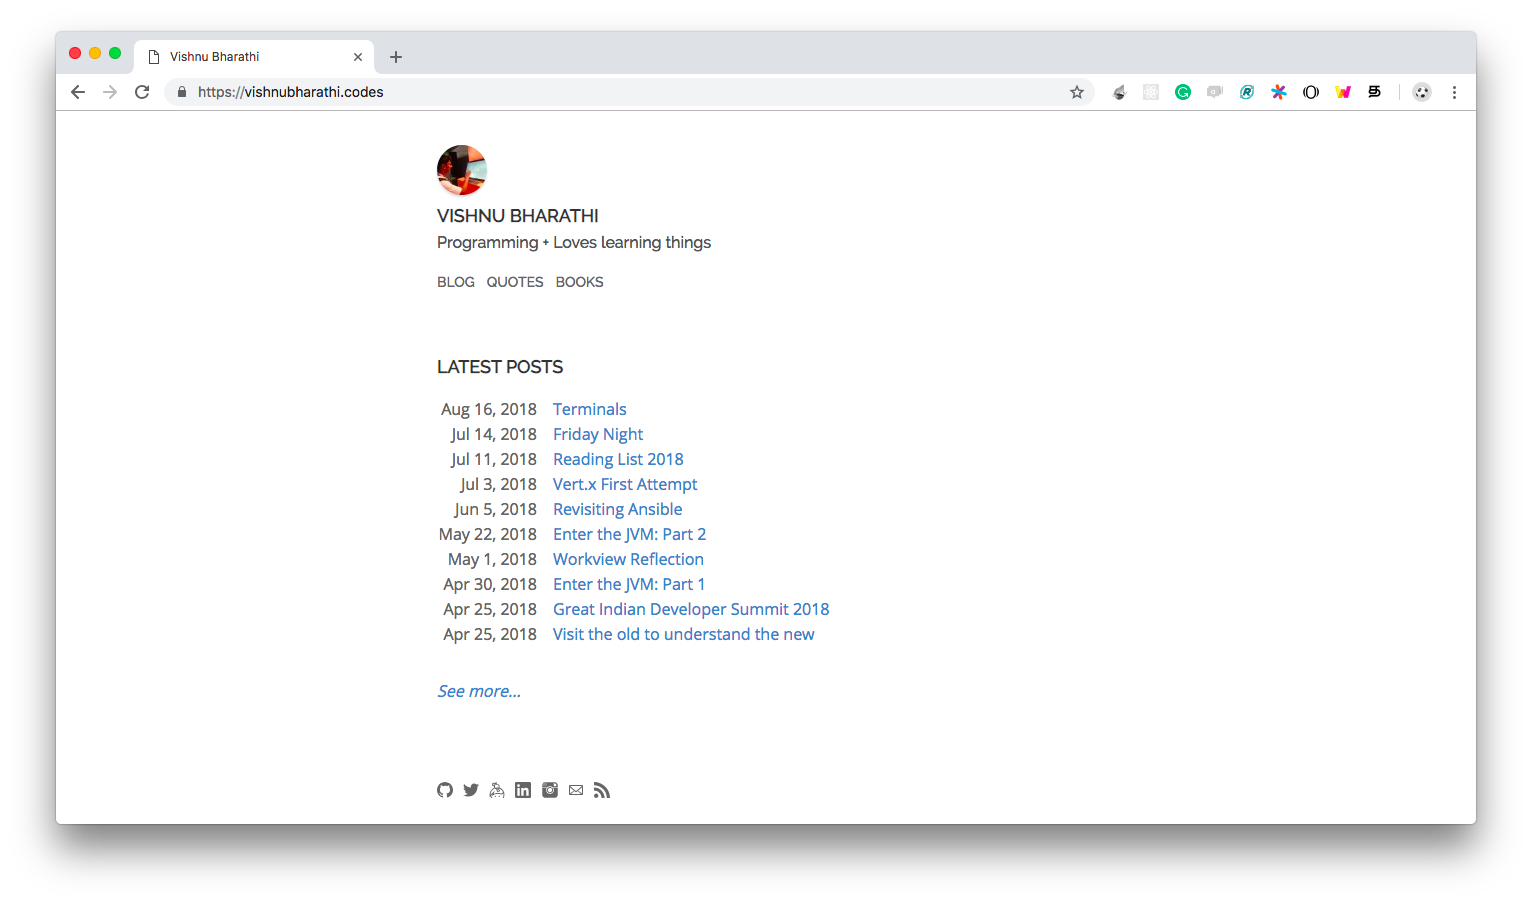 Vishnu Bharathi
https://vishnubharathi.codes
VISHNU BHARATHI
Programming + Loves learning things
BLOG QUOTES BOOKS
LATEST POSTS
Aug 16, 2018 Terminals
Jul 14, 2018 Friday Night
Jul 11, 2018 Reading List 2018
Jul 3, 2018 Vert.x First Attempt
Jun 5, 2018 Revisiting Ansible
May 22, 2018 Enter the JVM: Part 2
May 1, 2018 Workview Reflection
Apr 30, 2018 Enter the JVM: Part 1
Apr 25, 2018 Great Indian Developer Summit 2018
Apr 25, 2018 Visit the old to understand the new
See more...